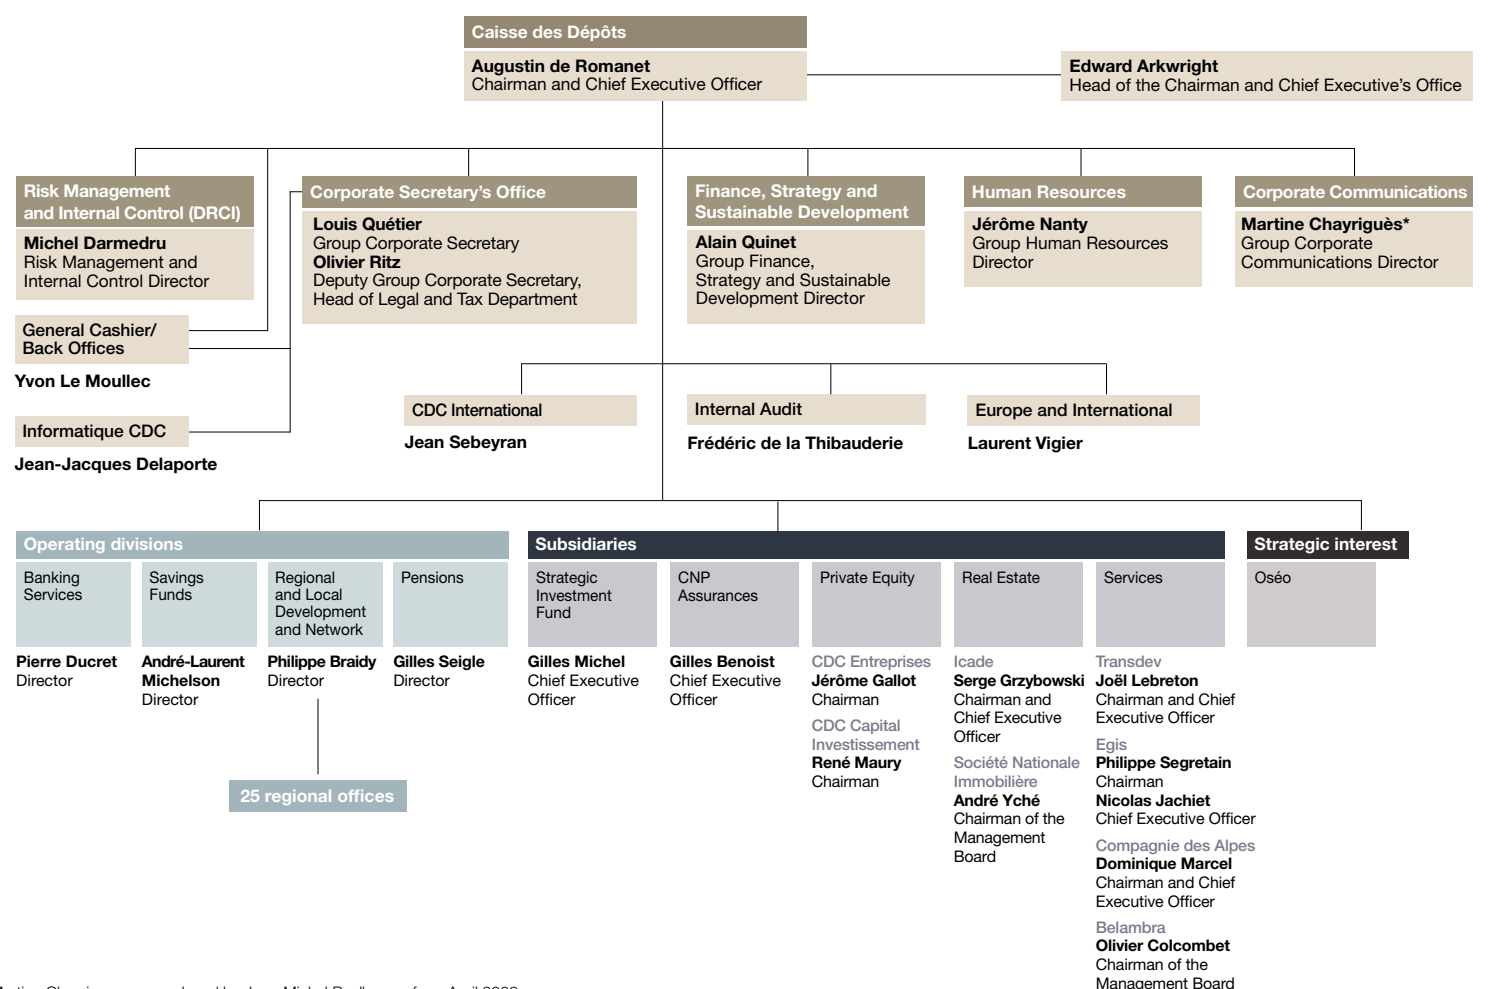 Caisse des Dépôts
Augustin de Romanet
Chairman and Chief Executive Officer
Edward Arkwright
Head of the Chairman and Chief Executive's Office
Risk Management
and Internal Control (DRCI)
Michel Darmedru
Risk Management and
Internal Control Director
Corporate Secretary's Office
Louis Quétier
Group Corporate Secretary
Olivier Ritz
Deputy Group Corporate Secretary,
Head of Legal and Tax Department
Finance, Strategy and
Sustainable Development
Alain Quinet
Group Finance,
Strategy and Sustainable
Development Director
Human Resources
Jérôme Nanty
Group Human Resources
Director
Corporate Communications
Martine Chayriguès*
Group Corporate
Communications Director
General Cashier/
Back Offices
Yvon Le Moullec
Informatique CDC
Jean-Jacques Delaporte
CDC International
Jean Sebeyran
Internal Audit
Frédéric de la Thibauderie
Europe and International
Laurent Vigier
Operating divisions
Banking
Services
Pierre Ducret
Director
Savings
Funds
André-Laurent
Michelson
Director
Regional
and Local
Development
and Network
Philippe Braidy
Director
25 regional offices
Pensions
Gilles Seigle
Director
Subsidiaries
Strategic
Investment
Fund
Gilles Michel
Chief Executive
Officer
CNP
Assurances
Gilles Benoist
Chief Executive
Officer
Private Equity
CDC Entreprises
Jérôme Gallot
Chairman
CDC Capital
Investissement
René Maury
Chairman
Real Estate
Icade
Serge Grzybowski
Chairman and
Chief Executive
Officer
Société Nationale
Immobilière
André Yché
Chairman of the
Management
Board
Services
Transdev
Joël Lebreton
Chairman and Chief
Executive Officer
Egis
Philippe Segretain
Chairman
Nicolas Jachiet
Chief Executive Officer
Compagnie des Alpes
Dominique Marcel
Chairman and Chief
Executive Officer
Belambra
Olivier Colcombet
Chairman of the
Management Board
Strategic interest
Oséo